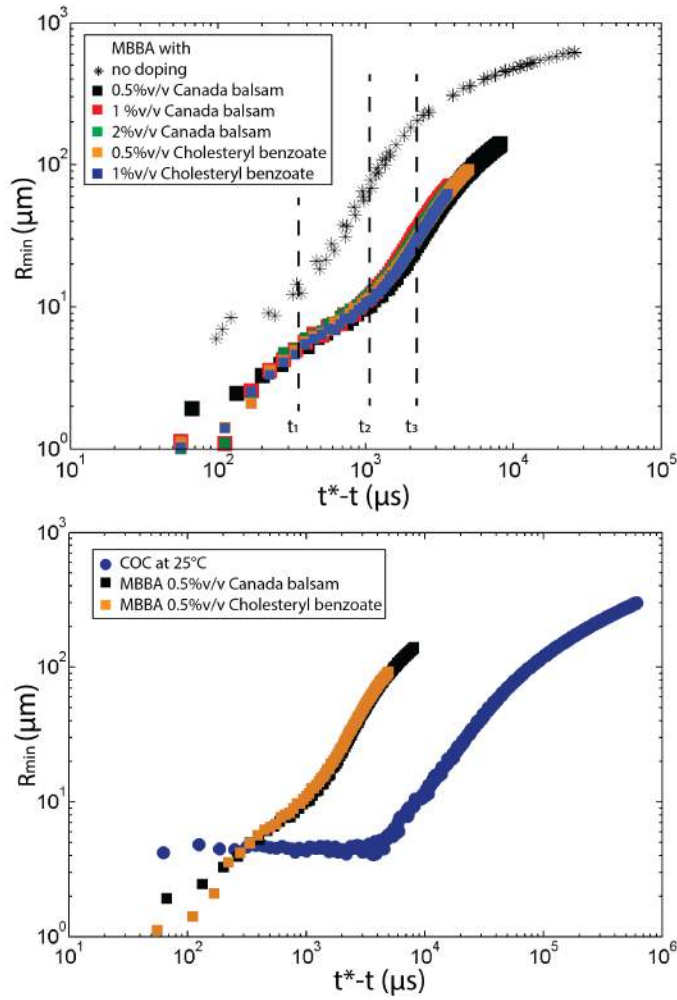 10³
MBBA with
no doping
0.5%v/v Canada balsam
1 %v/v Canada balsam
2%v/v Canada balsam
0.5%v/v Cholesteryl benzoate
1%v/v Cholesteryl benzoate
10²
Rmin (µm)
10¹
t₁ t₂ t₃
10⁰
10¹ 10² 10³ 10⁴ 10⁵
t*-t (µs)
10³
COC at 25°C
MBBA 0.5%v/v Canada balsam
MBBA 0.5%v/v Cholesteryl benzoate
10²
Rmin (µm)
10¹
10⁰
10¹ 10² 10³ 10⁴ 10⁵ 10⁶
t*-t (µs)